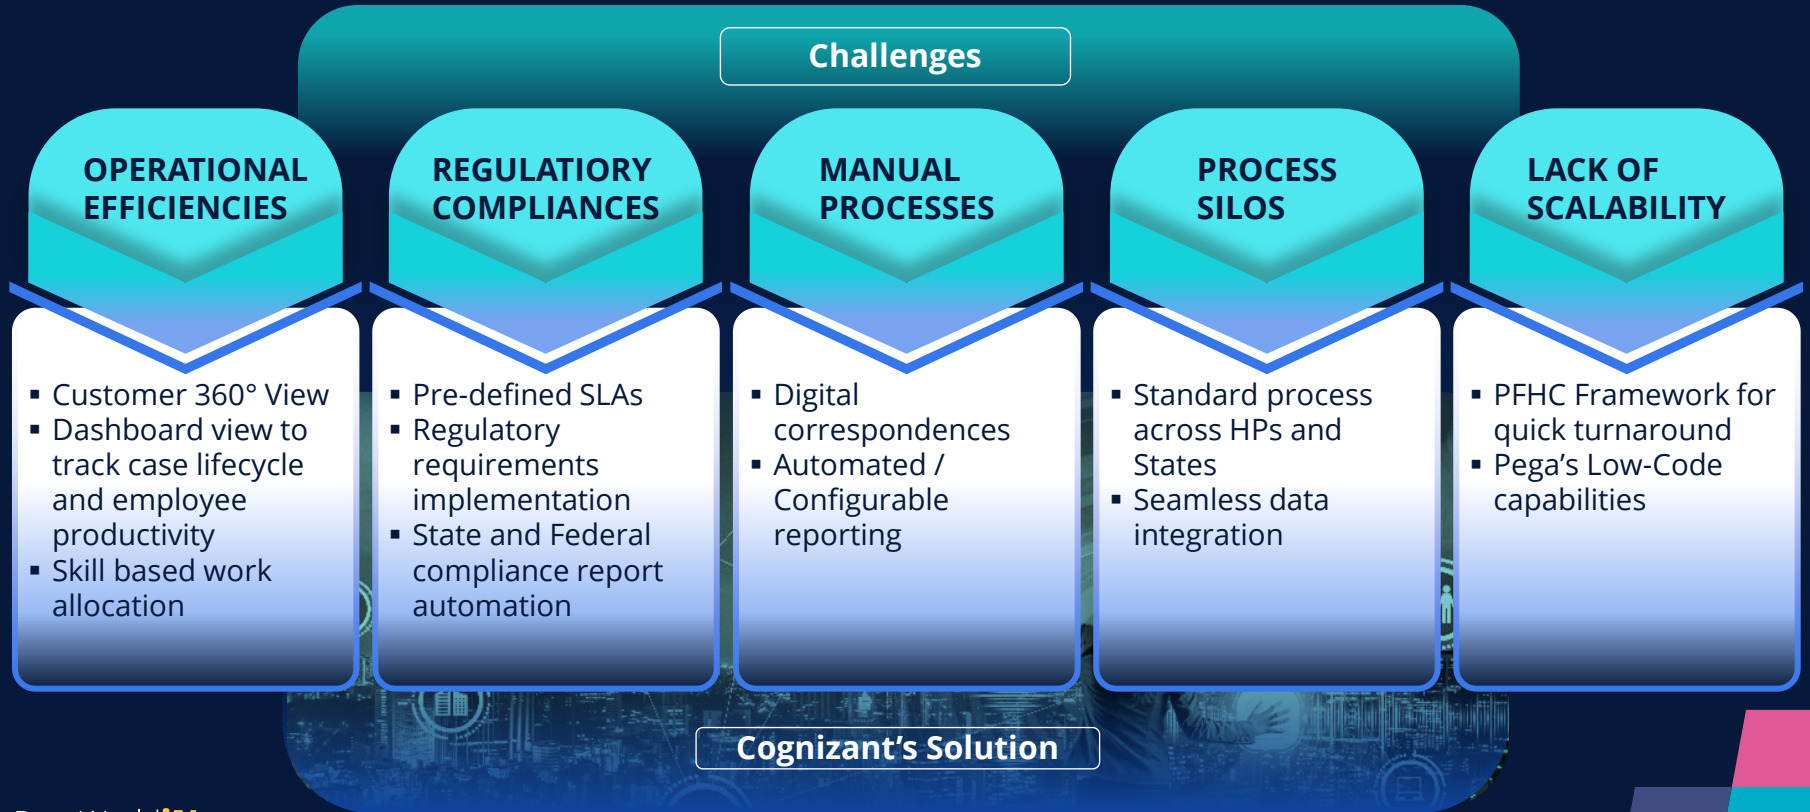 Challenges
OPERATIONAL
EFFICIENCIES
REGULATIORY
COMPLIANCES
MANUAL
PROCESSES
PROCESS
SILOS
LACK OF
SCALABILITY
▪ Customer 360° View
▪ Dashboard view to
track case lifecycle
and employee
productivity
▪ Skill based work
allocation
▪ Pre-defined SLAs
▪ Regulatory
requirements
implementation
▪ State and Federal
compliance report
automation
▪ Digital
correspondences
▪ Automated /
Configurable
reporting
▪ Standard process
across HPs and
States
▪ Seamless data
integration
▪ PFHC Framework for
quick turnaround
▪ Pega’s Low-Code
capabilities
Cognizant’s Solution